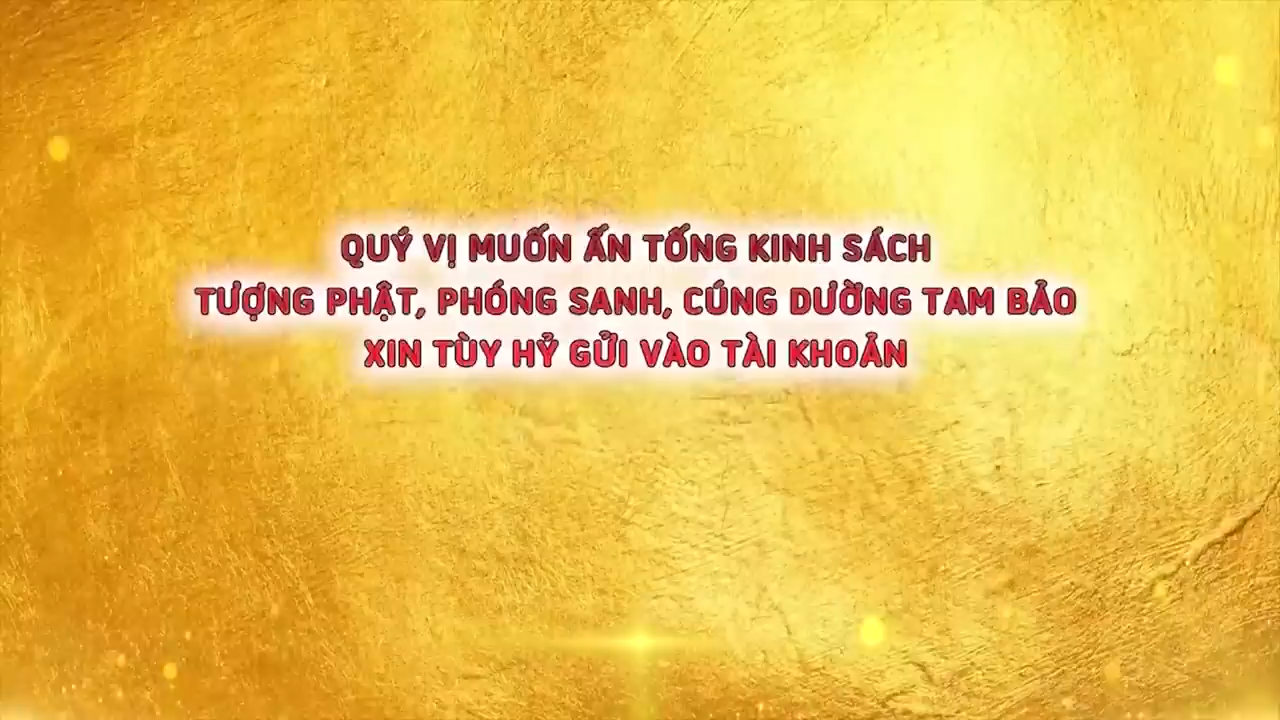 QUÝ VỊ MUỐN ẤN TỐNG KINH SÁCH
TƯỢNG PHẬT, PHÓNG SANH, CÚNG DƯỜNG TAM BẢO
XIN TÙY HỶ GỬI VÀO TÀI KHOẢN